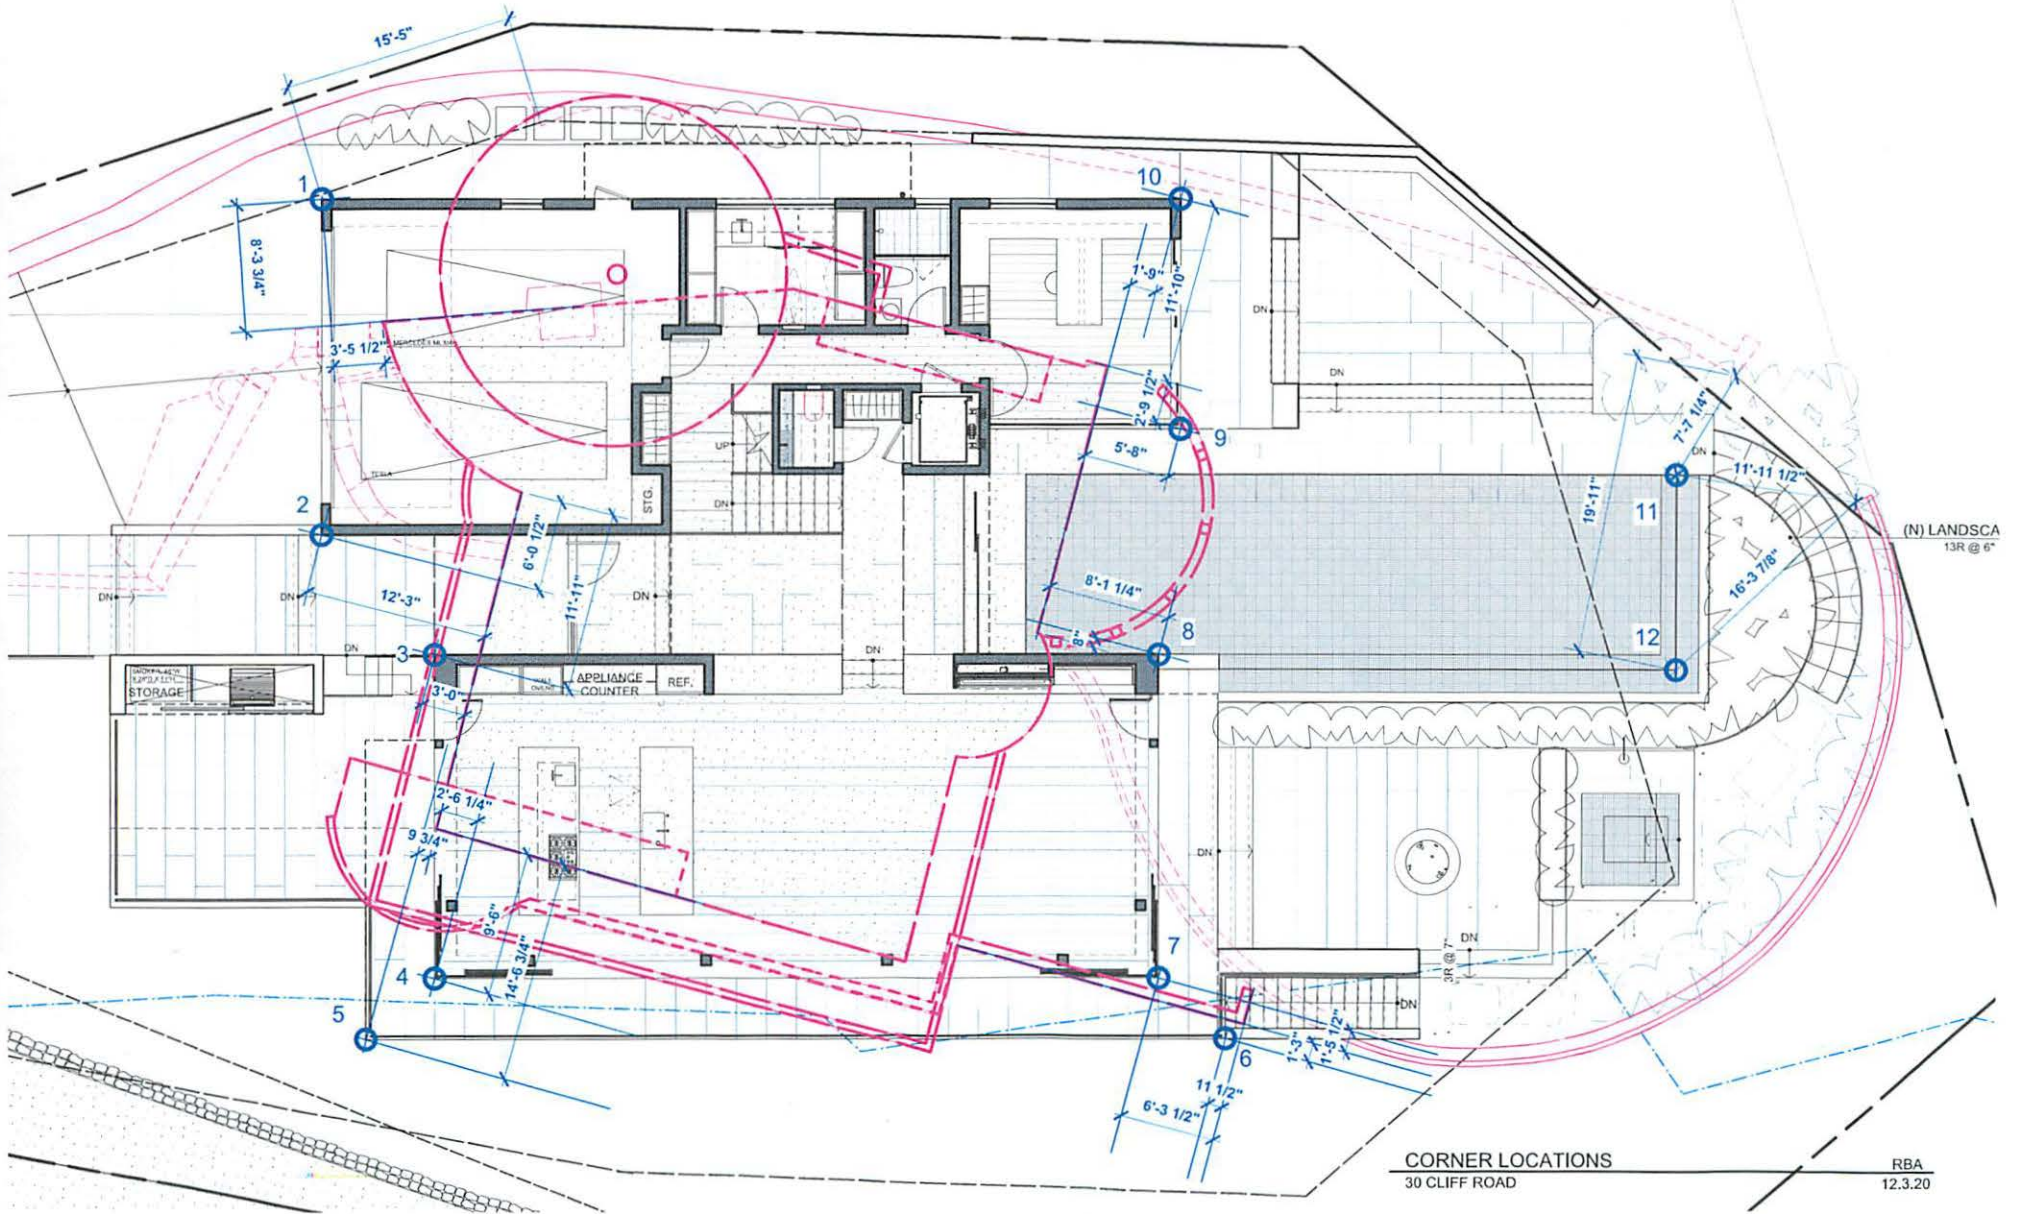 15'-5"
1
10
8'-3 3/4"
1'-9"
11'-10"
DN
3'-5 1/2"
DN
2'-9 1/2"
7'-7 1/4"
9
UP
5'-8"
DN
11'-11 1/2"
TESLA
2
STG.
DN
19'-11"
11
(N) LANDSCA
13R @ 6"
6'-0 1/2"
16'-3 7/8"
8'-1 1/4"
DN
DN
12'-3"
11'-11"
DN
8"
8
12
DN
3
DN
STORAGE
APPLIANCE
COUNTER
REF.
3'-0"
2'-6 1/4"
9 3/4"
DN
9'-6"
14'-6 3/4"
DN
3R @ 7"
4
7
DN
5
6
1'-3"
1'-5 1/2"
11 1/2"
6'-3 1/2"
CORNER LOCATIONS
RBA
30 CLIFF ROAD
12.3.20